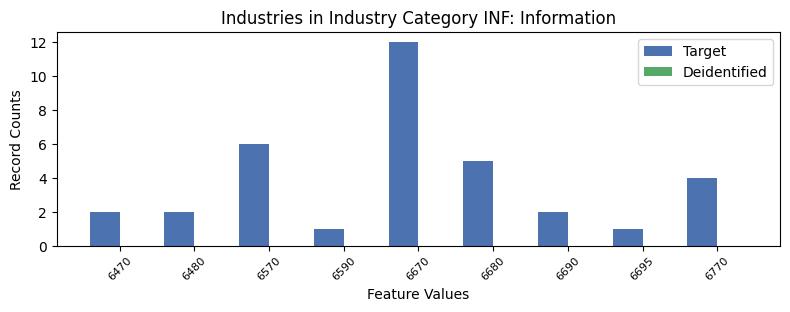 Industries in Industry Category INF: Information
Target
Deidentified
Record Counts
12
10
8
6
4
2
0
6470 6480 6570 6590 6670 6680 6690 6695 6770
Feature Values